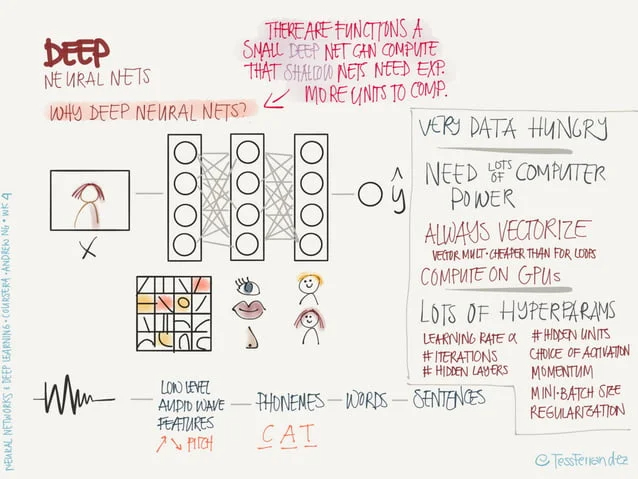 DEEP
NEURAL NETS
WHY DEEP NEURAL NETS?
THERE ARE FUNCTIONS A
SMALL DEEP NET CAN COMPUTE
THAT SHALLOW NETS NEED EXP.
MORE UNITS TO COMP.
X
ŷ
LOW LEVEL
AUDIO WAVE
FEATURES
↗↘ PITCH
PHONEMES
C A T
WORDS
SENTENCES
VERY DATA HUNGRY
NEED LOTS OF COMPUTER
POWER
ALWAYS VECTORIZE
VECTOR MULT. CHEAPER THAN FOR LOOPS
COMPUTE ON GPUs
LOTS OF HYPERPARAMS
LEARNING RATE α
# ITERATIONS
# HIDDEN LAYERS
# HIDDEN UNITS
CHOICE OF ACTIVATION
MOMENTUM
MINI-BATCH SIZE
REGULARIZATION
NEURAL NETWORKS & DEEP LEARNING • COURSERA • ANDREW NG • WK 4
@TessFerrandez